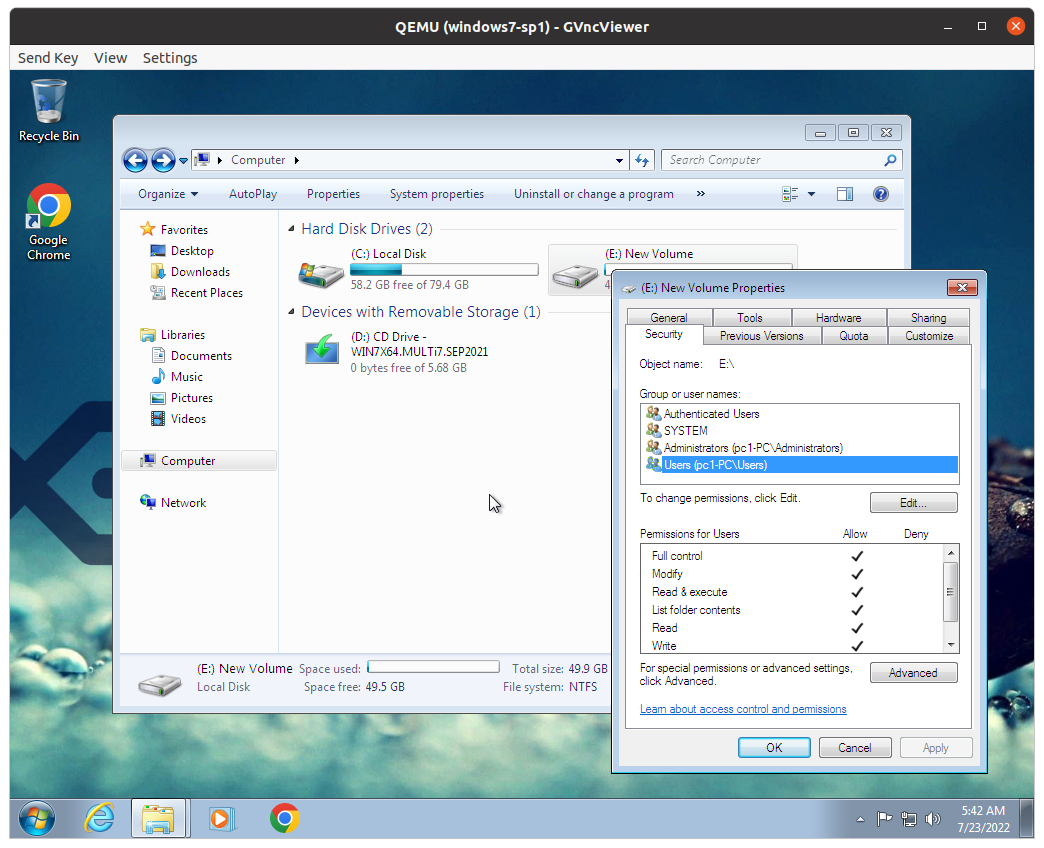 QEMU (windows7-sp1) - GVncViewer
Send Key View Settings
Recycle Bin
Google
Chrome
Computer
Search Computer
Organize AutoPlay Properties System properties Uninstall or change a program »
Favorites
Desktop
Downloads
Recent Places
Libraries
Documents
Music
Pictures
Videos
Computer
Network
Hard Disk Drives (2)
(C:) Local Disk
58.2 GB free of 79.4 GB
(E:) New Volume
4
Devices with Removable Storage (1)
(D:) CD Drive -
WIN7X64.MULTi7.SEP2021
0 bytes free of 5.68 GB
(E:) New Volume Space used: Total size: 49.9 GB
Local Disk Space free: 49.5 GB File system: NTFS
(E:) New Volume Properties
General Tools Hardware Sharing
Security Previous Versions Quota Customize
Object name: E:\
Group or user names:
Authenticated Users
SYSTEM
Administrators (pc1-PC\Administrators)
Users (pc1-PC\Users)
To change permissions, click Edit.
Edit...
Permissions for Users Allow Deny
Full control
Modify
Read & execute
List folder contents
Read
Write
For special permissions or advanced settings,
click Advanced.
Advanced
Learn about access control and permissions
OK Cancel Apply
5:42 AM
7/23/2022